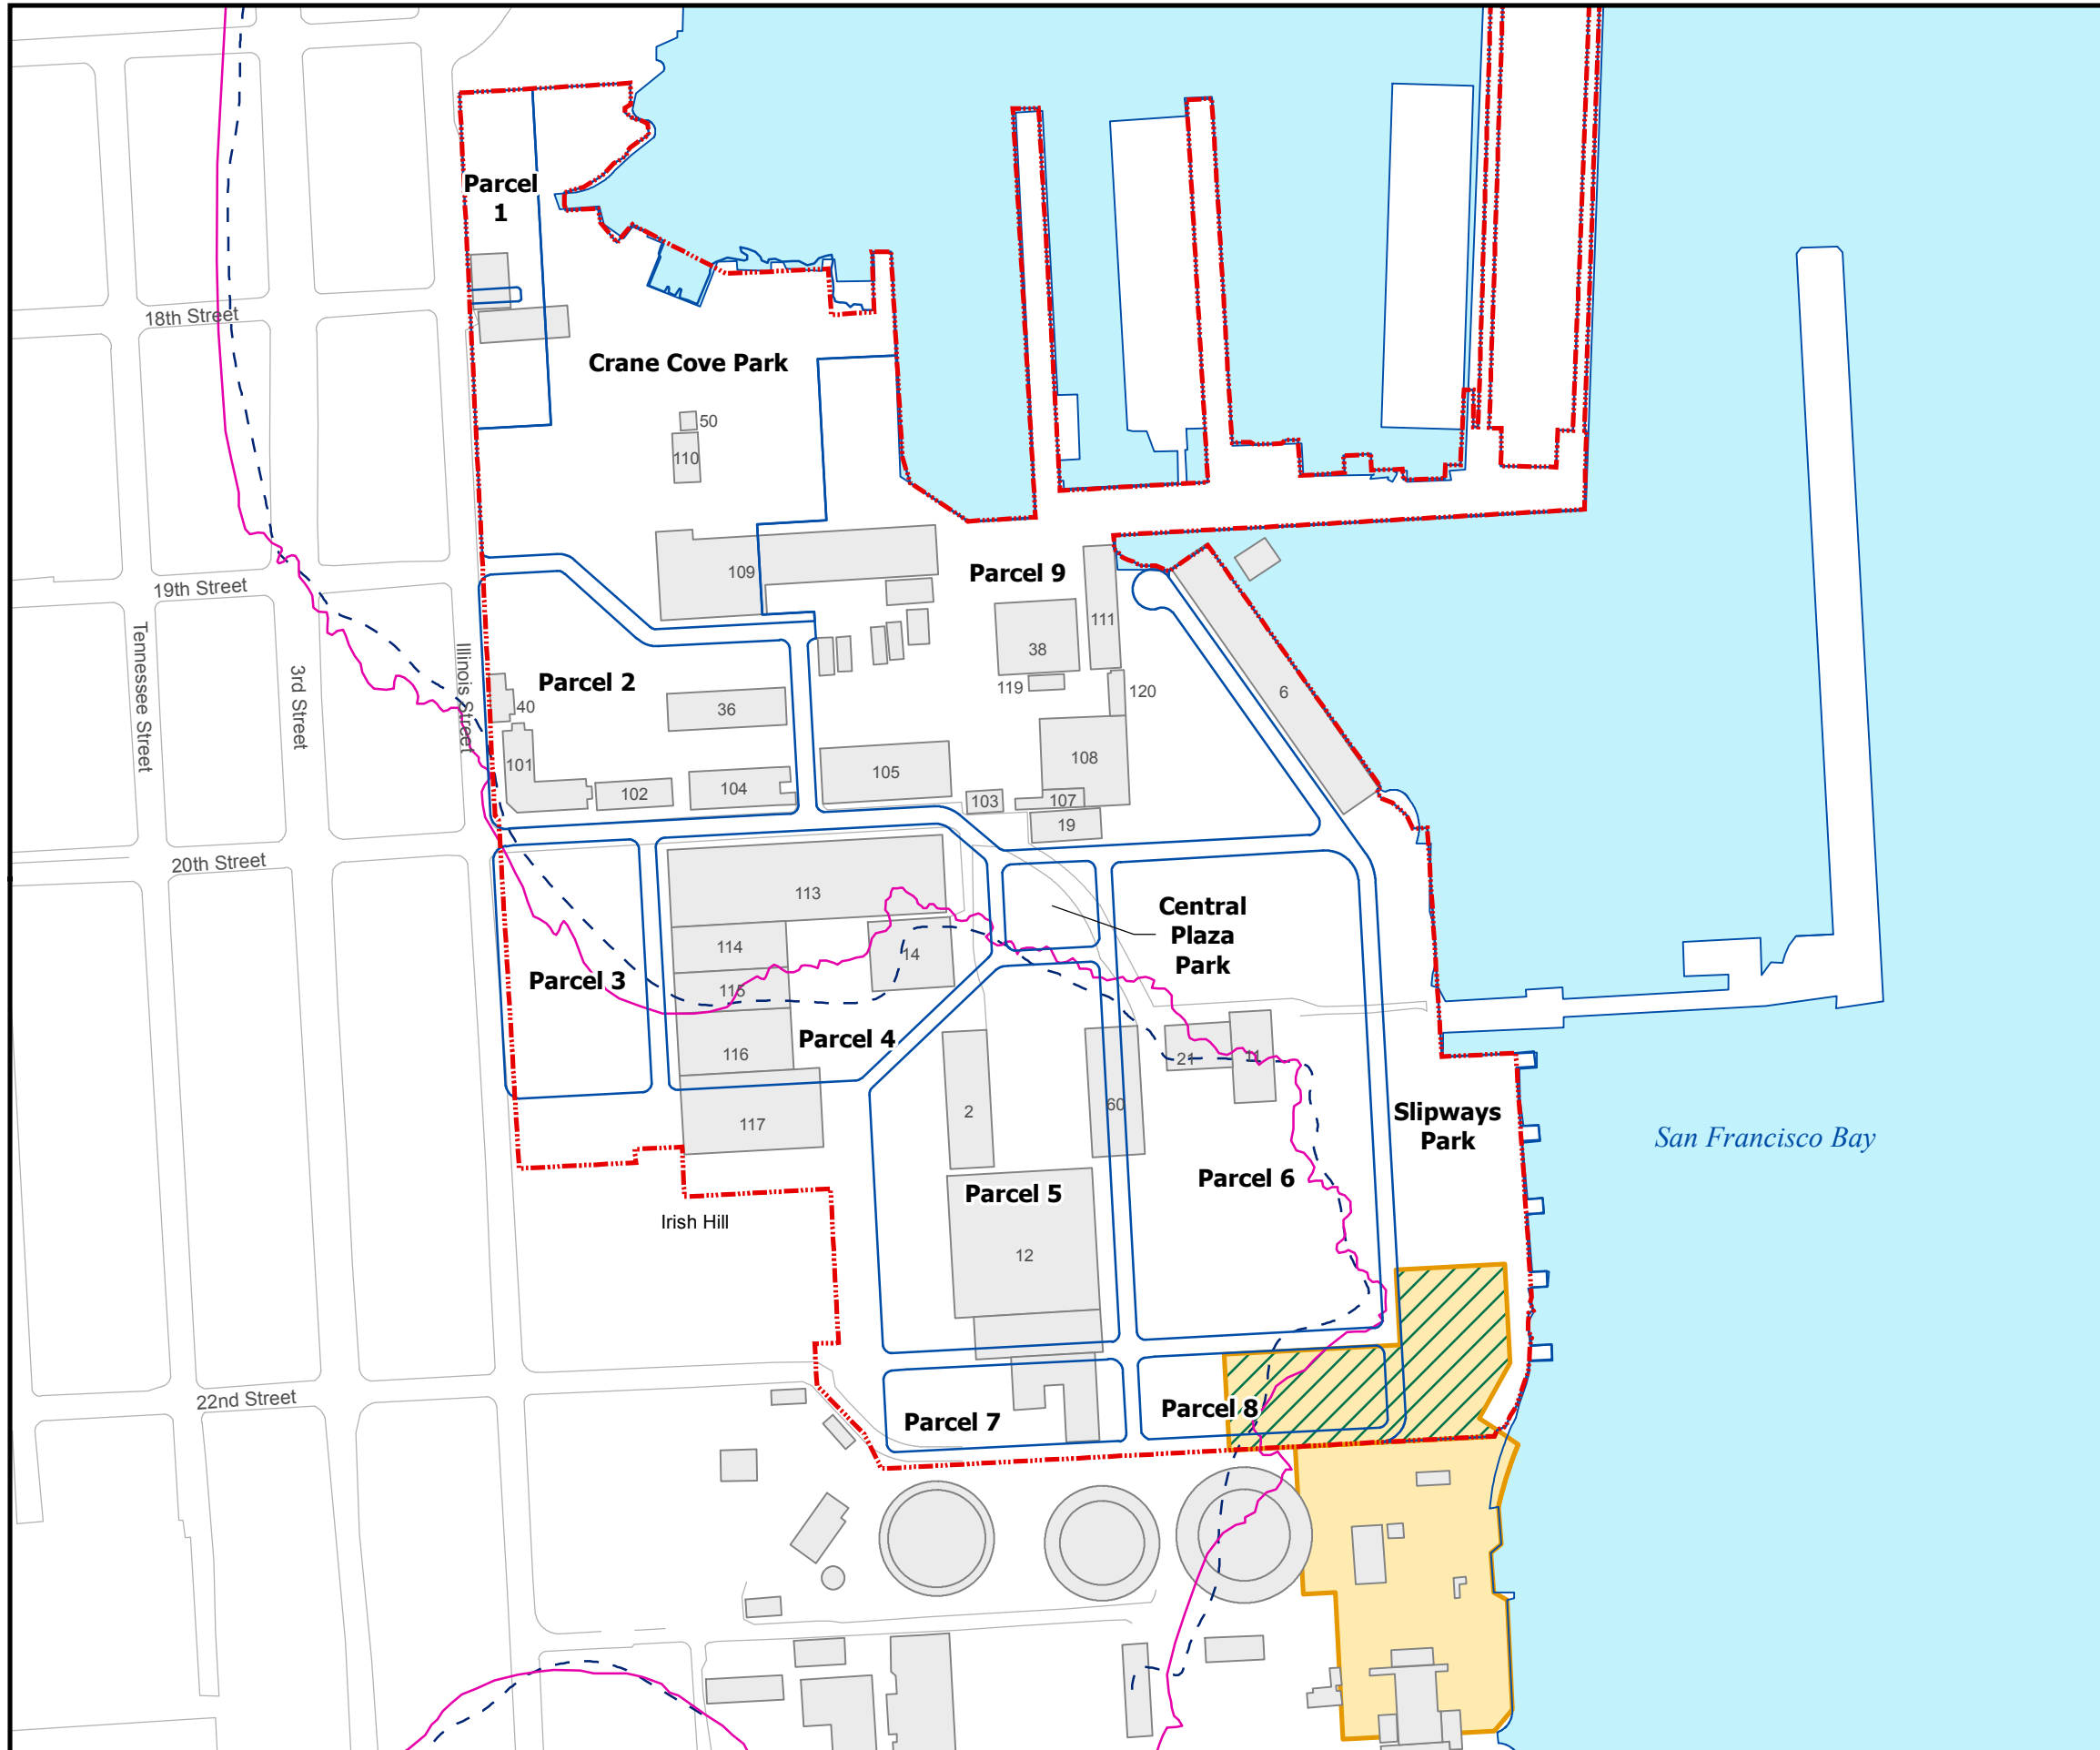 Parcel
1
18th Street
Crane Cove Park
50
110
109
Parcel 9
19th Street
Tennessee Street
3rd Street
Illinois Street
111
38
119
120
6
Parcel 2
40
36
101
102
104
105
108
103
107
19
20th Street
113
114
14
115
116
117
Central
Plaza
Park
Parcel 3
Parcel 4
21
11
2
60
Slipways
Park
San Francisco Bay
Parcel 5
Parcel 6
Irish Hill
12
22nd Street
Parcel 7
Parcel 8